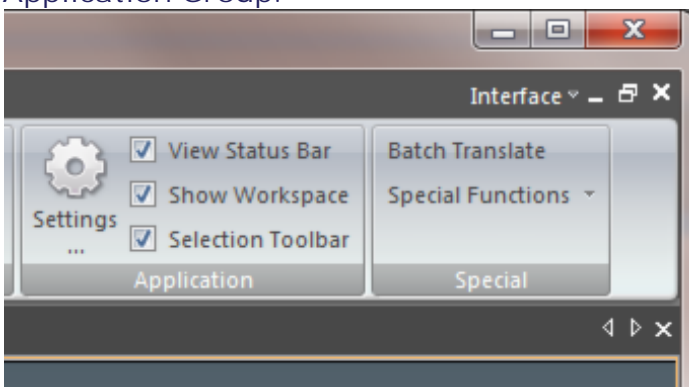 Application Group.
Interface
View Status Bar
Batch Translate
Show Workspace
Special Functions
Settings
...
Selection Toolbar
Application
Special